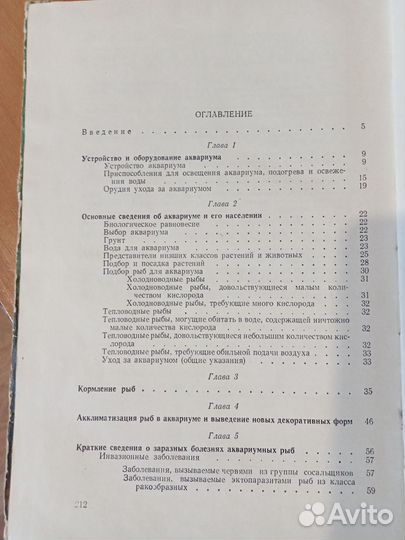 ОГЛАВЛЕНИЕ
Введение . . . . . . . . . . . . . . . . 5
Глава 1
Устройство и оборудование аквариума . . . . . . . . 9
Устройство аквариума . . . . . . . . . . 9
Приспособления для освещения аквариума, подогрева и освеже-
ния воды . . . . . . . . . . . . 15
Орудия ухода за аквариумом . . . . . . . . . 19
Глава 2
Основные сведения об аквариуме и его населении . . . . . . 22
Биологическое равновесие . . . . . . . . . 22
Выбор аквариума . . . . . . . . . . . 22
Грунт . . . . . . . . . . . . . . 23
Вода для аквариума . . . . . . . . . . 23
Представители низших классов растений и животных . . . . 25
Подбор и посадка растений . . . . . . . . . 28
Подбор рыб для аквариума . . . . . . . . . 30
Холодноводные рыбы . . . . . . . . . 31
Холодноводные рыбы, довольствующиеся малым коли-
чеством кислорода . . . . . . . . . 31
Холодноводные рыбы, требующие много кислорода . . 32
Тепловодные рыбы . . . . . . . . . . . 32
Тепловодные рыбы, могущие обитать в воде, содержащей ничтожно
малые количества кислорода . . . . . . . . 32
Тепловодные рыбы, довольствующиеся небольшим количеством кис-
лорода . . . . . . . . . . . . . 32
Тепловодные рыбы, требующие обильной подачи воздуха . . . 33
Уход за аквариумом (общие указания) . . . . . . . 33
Глава 3
Кормление рыб . . . . . . . . . . . . . 35
Глава 4
Акклиматизация рыб в аквариуме и выведение новых декоративных форм 46
Глава 5
Краткие сведения о заразных болезнях аквариумных рыб . . . . 56
Инвазионные заболевания . . . . . . . . . 57
Заболевания, вызываемые червями из группы сосальщиков 57
Заболевания, вызываемые эктопаразитами рыб из класса
ракообразных . . . . . . . . . . 59
212
Avito